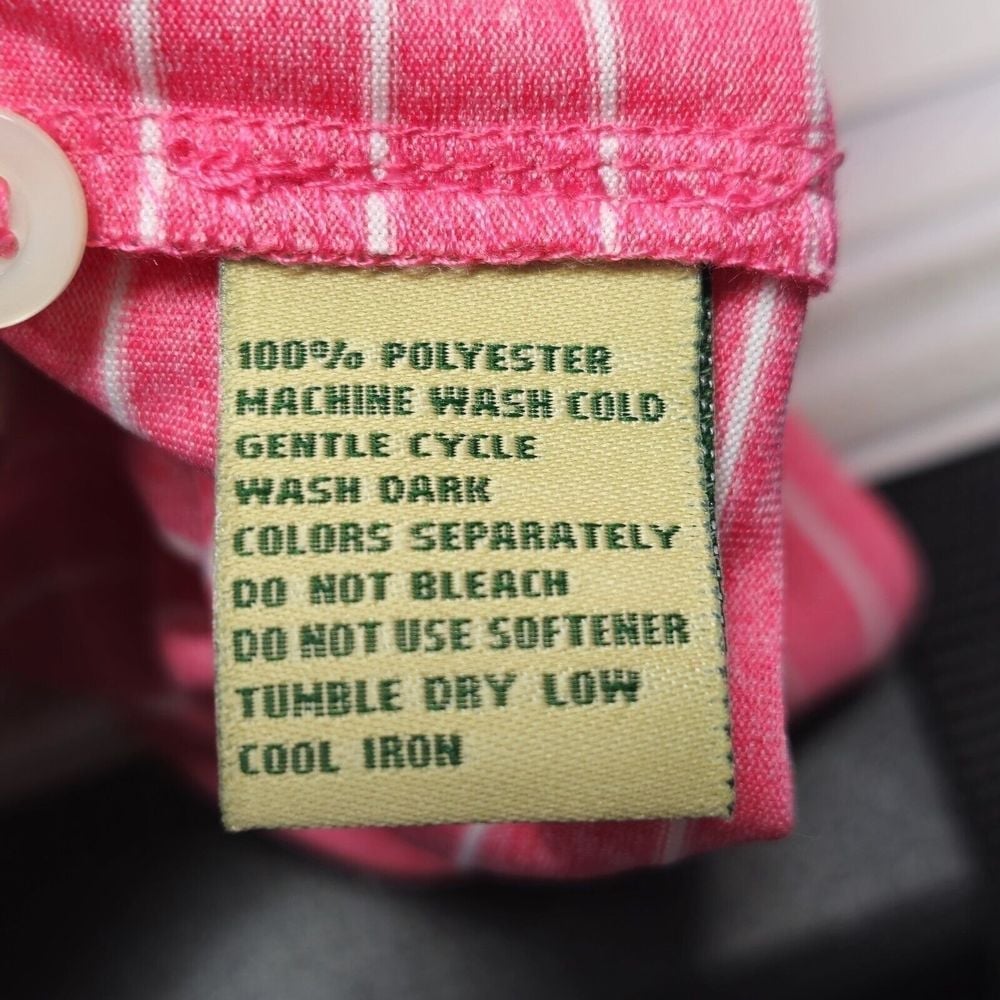 100% POLYESTER
MACHINE WASH COLD
GENTLE CYCLE
WASH DARK
COLORS SEPARATELY
DO NOT BLEACH
DO NOT USE SOFTENER
TUMBLE DRY LOW
COOL IRON